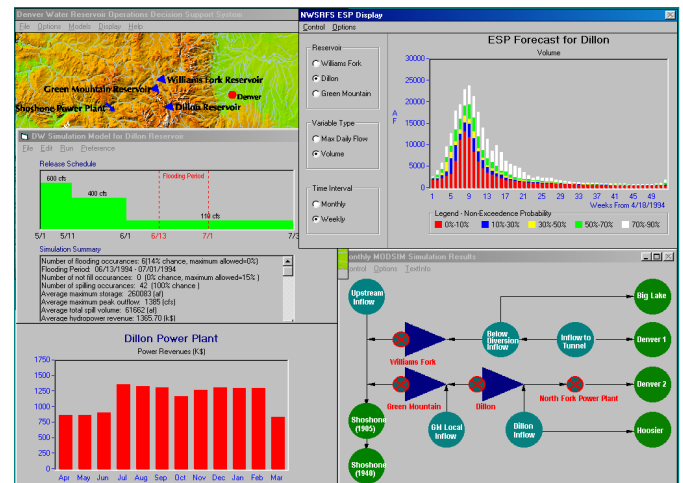 Denver Water Reservoir Operations Decision Support System
File Options Models Display Help
Williams Fork Reservoir
Green Mountain Reservoir
Denver
Shoshone Power Plant
Dillon Reservoir
DW Simulation Model for Dillon Reservoir
File Edit Run Preference
Release Schedule
600 cfs
Flooding Period
400 cfs
110 cfs
5/1 5/11 6/1 6/13 7/1 7/3
Simulation Summary
Number of flooding occurances: 6(14% chance, maximum allowed=0%)
Flooding Period: 06/13/1994 - 07/01/1994
Number of not fill occurances: 0 (0% chance, maximum allowed=15% )
Number of spilling occurances: 42 (100% chance )
Average maximum storage: 260083 (af)
Average maximum peak outflow: 1385 (cfs)
Average total spill volume: 61662 (af)
Average hydropower revenue: 1365.70 (k$)
Dillon Power Plant
Power Revenues (K$)
1750
1500
1250
1000
750
500
250
0
Apr May Jun Jul Aug Sep Oct Nov Dec Jan Feb Mar
NWSRFS ESP Display
Control Options
Reservoir
Williams Fork
Dillon
Green Mountain
Variable Type
Max Daily Flow
Volume
Time Interval
Monthly
Weekly
ESP Forecast for Dillon
Volume
30000
25000
20000
15000
10000
5000
0
A
F
1 5 9 13 17 21 25 29 33 37 41 45 49
Weeks From 4/18/1994
Legend - Non-Exceedence Probability
0%-10% 10%-30% 30%-50% 50%-70% 70%-90%
onthly MODSIM Simulation Results
ontrol Options TextInfo
Upstream
Inflow
Big Lake
Below
Diversion
Inflow
Inflow to
Tunnel
Denver 1
Williams Fork
Denver 2
Green Mountain
Dillon
North Fork Power Plant
Shoshone
(1905)
GM Local
Inflow
Dillon
Inflow
Hoosier
Shoshone
(1940)